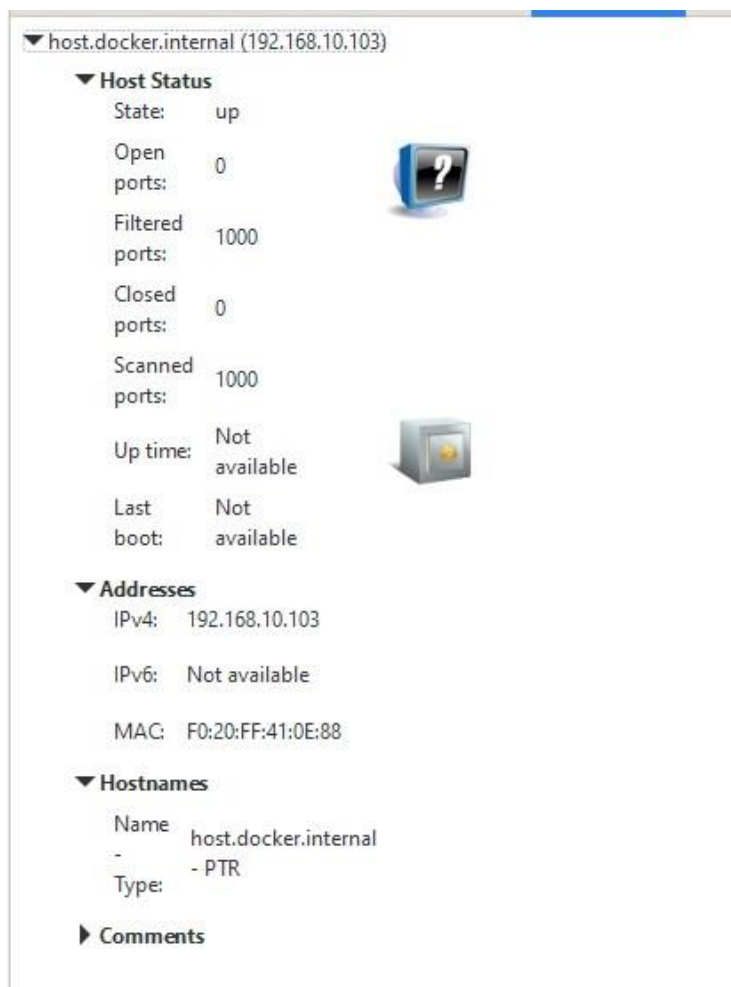 host.docker.internal (192.168.10.103)
Host Status
State: up
Open
ports: 0
Filtered
ports: 1000
Closed
ports: 0
Scanned
ports: 1000
Up time: Not
available
Last Not
boot: available
Addresses
IPv4: 192.168.10.103
IPv6: Not available
MAC: F0:20:FF:41:0E:88
Hostnames
Name
-
Type:
host.docker.internal
- PTR
Comments